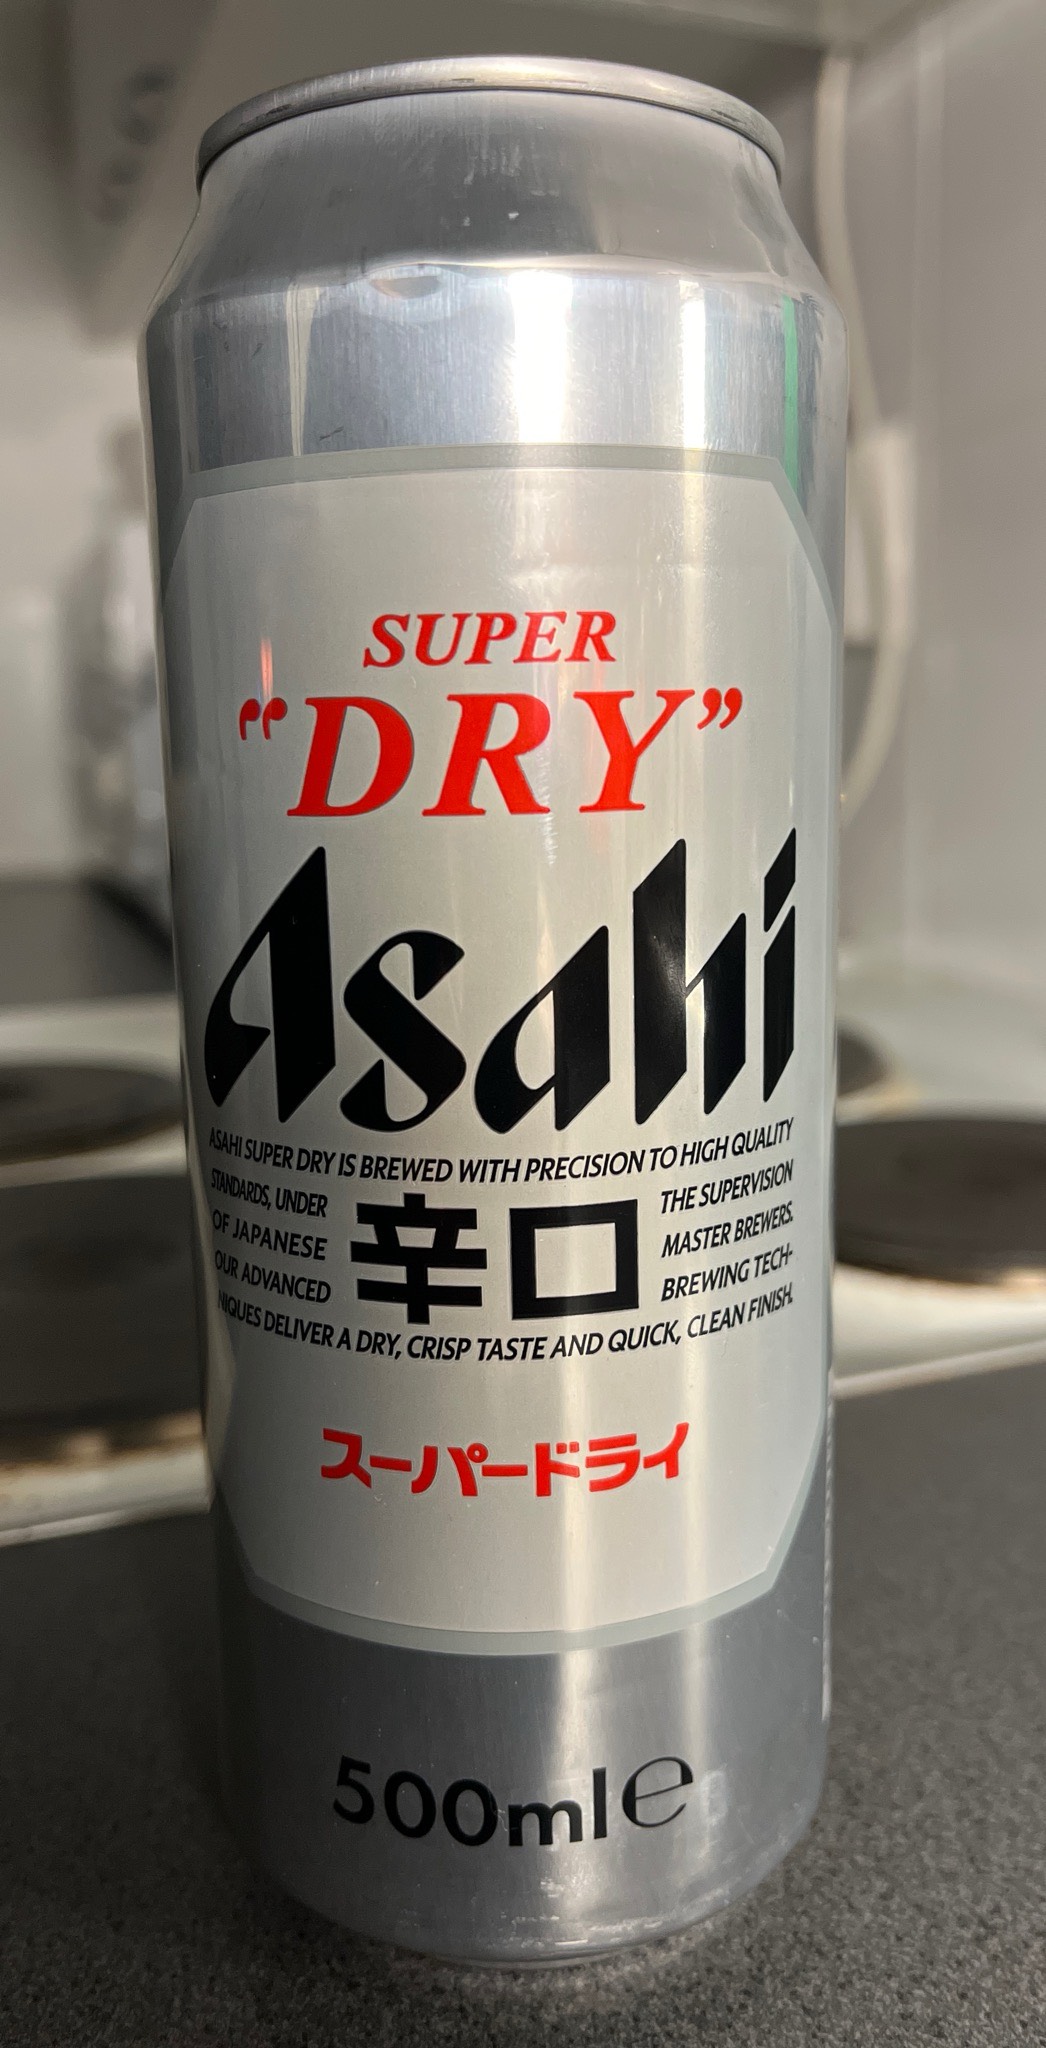 SUPER
“DRY”
Asahi
ASAHI SUPER DRY IS BREWED WITH PRECISION TO HIGH QUALITY
STANDARDS, UNDER THE SUPERVISION
OF JAPANESE MASTER BREWERS.
OUR ADVANCED BREWING TECH-
NIQUES DELIVER A DRY, CRISP TASTE AND QUICK, CLEAN FINISH.
辛口
スーパードライ
500ml℮